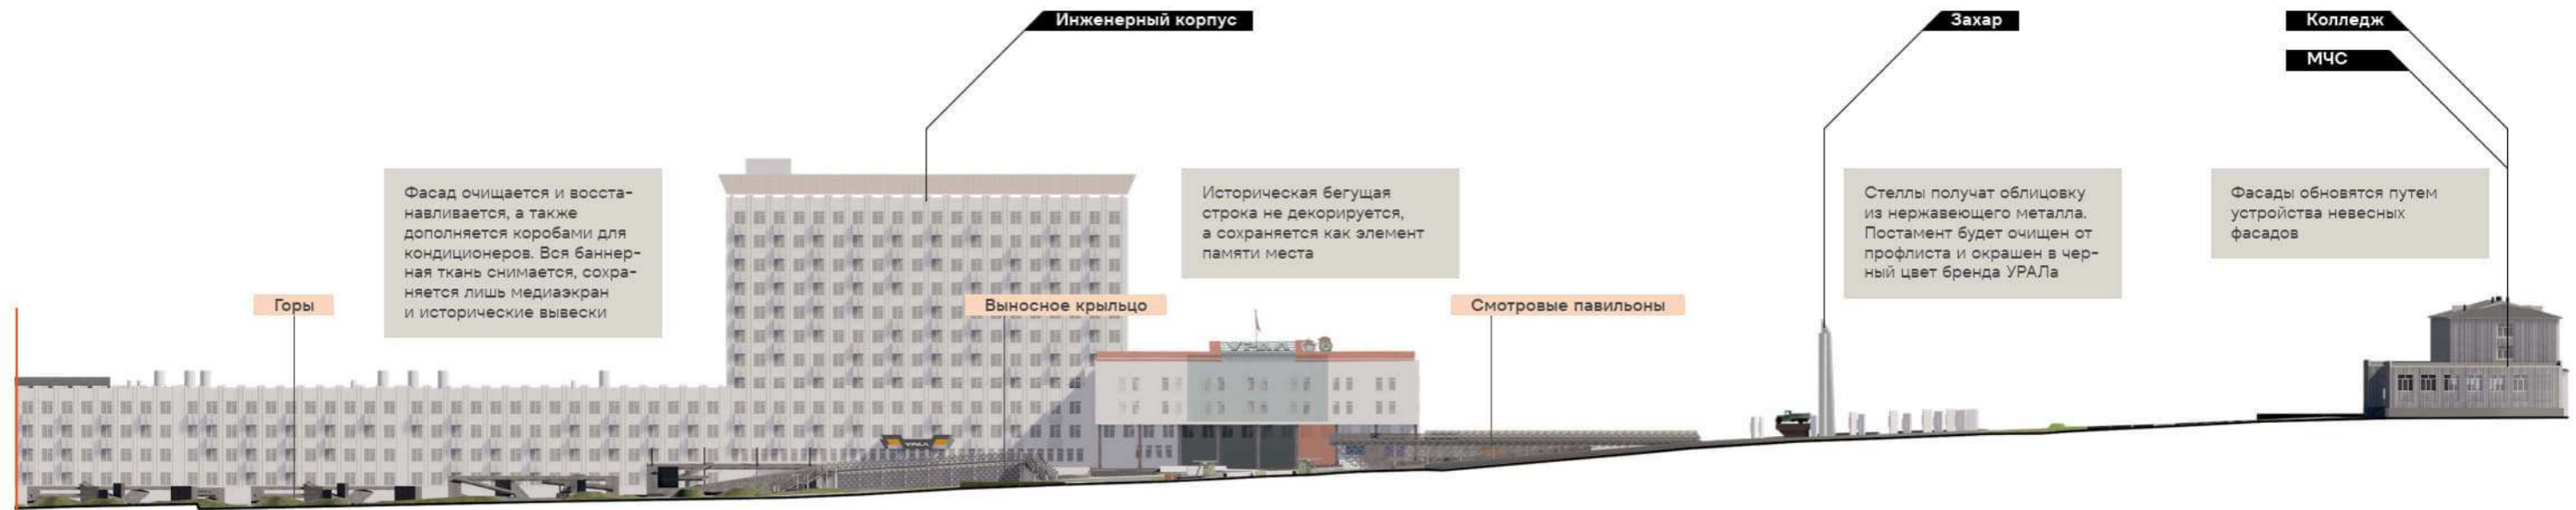 Инженерный корпус
Захар
Колледж
МЧС
Фасад очищается и восста-
навливается, а также
дополняется коробами для
кондиционеров. Вся баннер-
ная ткань снимается, сохра-
няется лишь медиаэкран
и исторические вывески
Историческая бегущая
строка не декорируется,
а сохраняется как элемент
памяти места
Стеллы получат облицовку
из нержавеющего металла.
Постамент будет очищен от
профлиста и окрашен в чер-
ный цвет бренда УРАЛа
Фасады обновятся путем
устройства невесных
фасадов
Горы
Выносное крыльцо
Смотровые павильоны
УРАЛ
УРАЛ